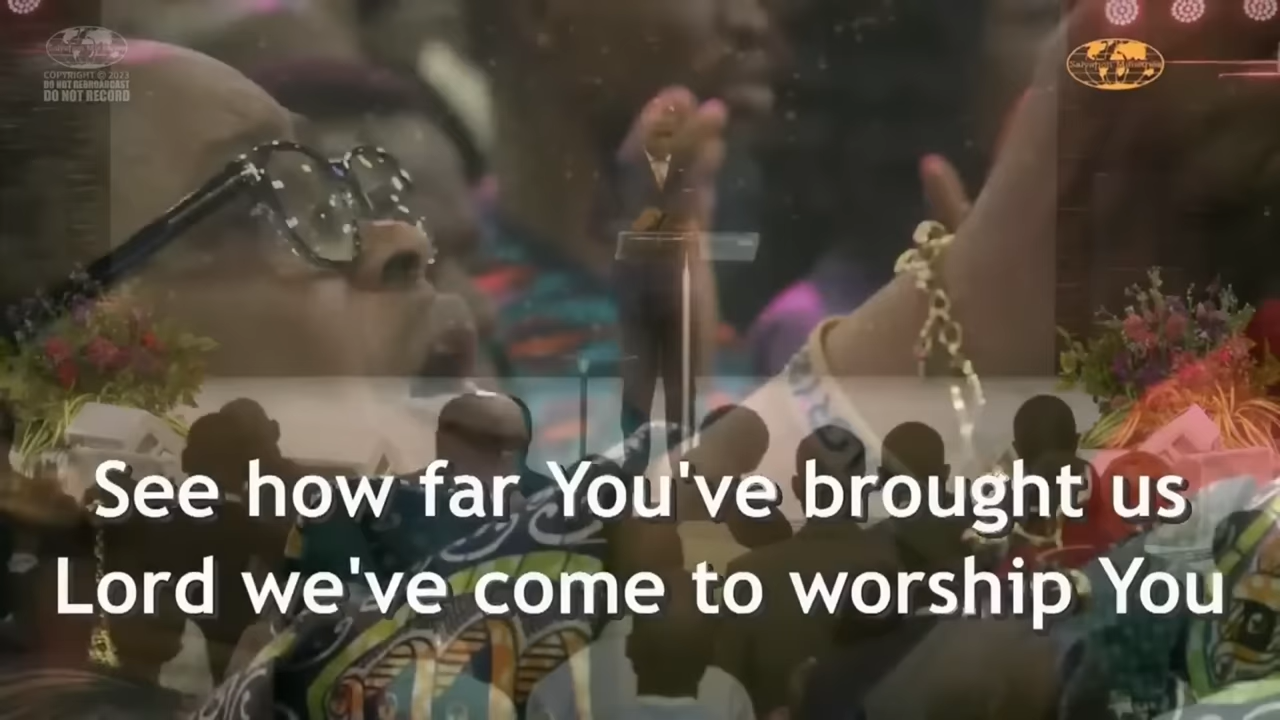 COPYRIGHT © 2023
DO NOT REBROADCAST
DO NOT RECORD
See how far You've brought us
Lord we've come to worship You